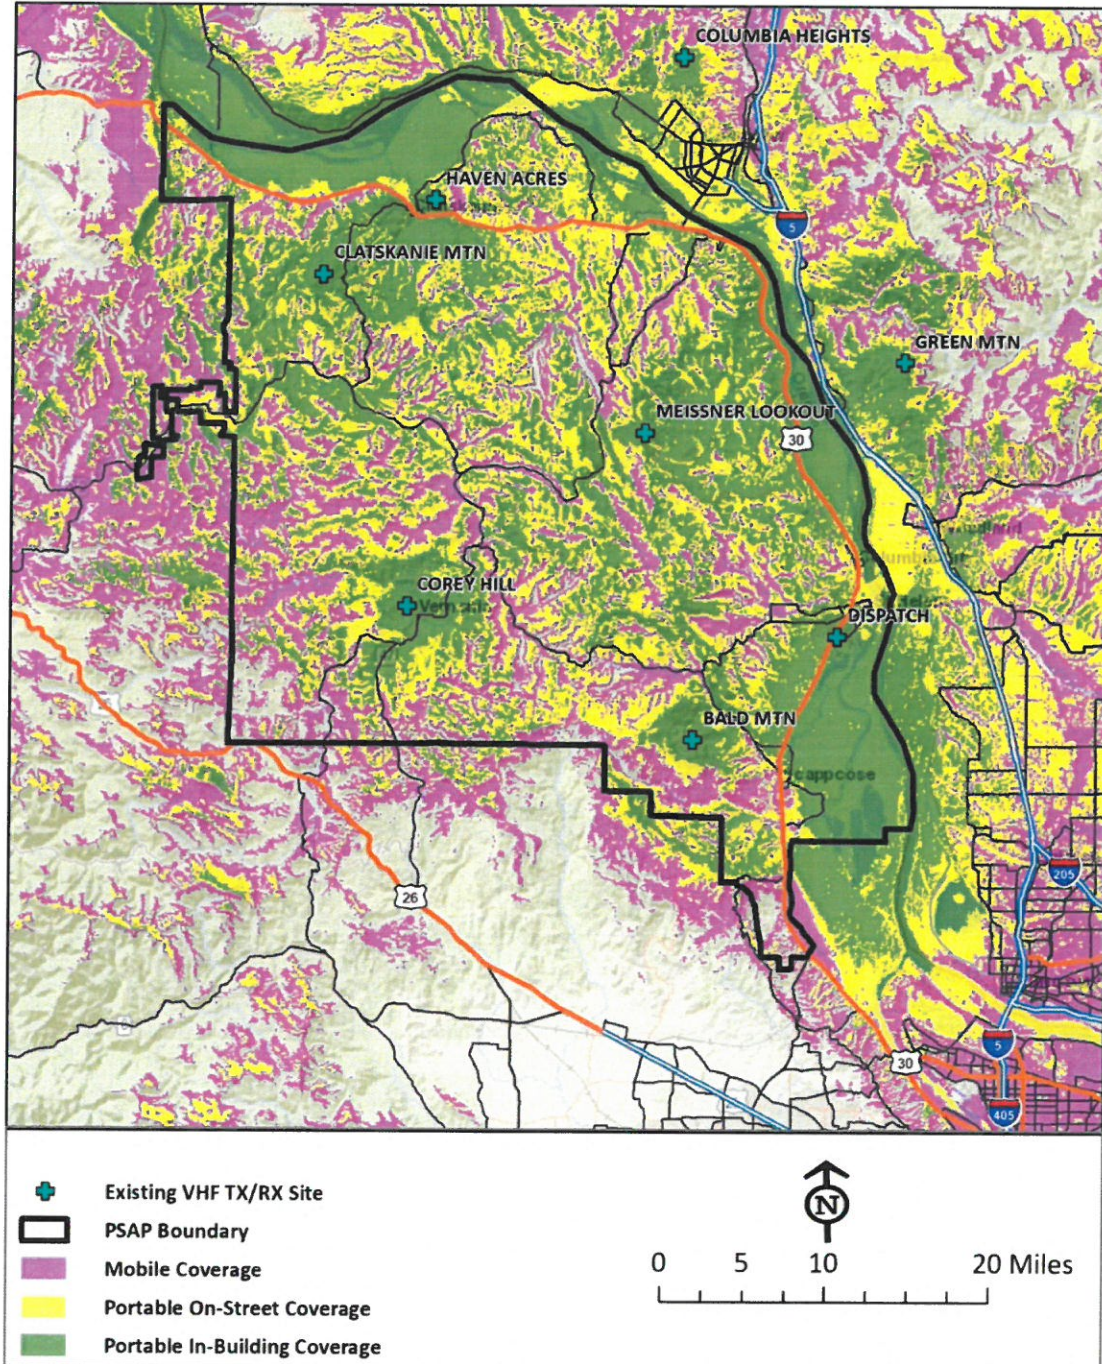 COLUMBIA HEIGHTS
HAVEN ACRES
5
CLATSKANIE MTN
GREEN MTN
MEISSNER LOOKOUT
30
COREY HILL
DISPATCH
BALD MTN
scappoose
205
26
5
30
405
Existing VHF TX/RX Site
PSAP Boundary
Mobile Coverage
Portable On-Street Coverage
Portable In-Building Coverage
N
0 5 10 20 Miles